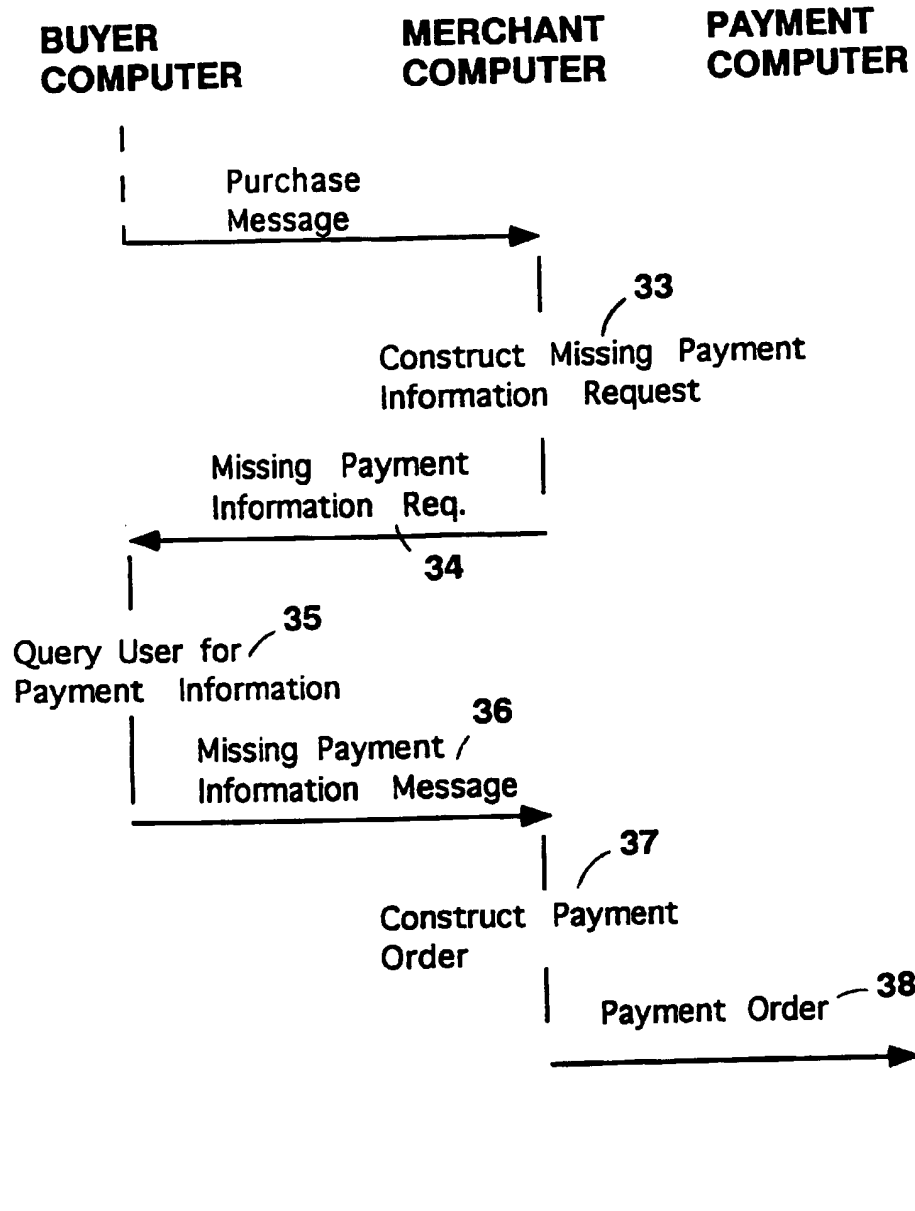 BUYER
COMPUTER
MERCHANT
COMPUTER
PAYMENT
COMPUTER
Purchase
Message
33
Construct Missing Payment
Information Request
Missing Payment
Information Req.
34
35
Query User for
Payment Information
36
Missing Payment
Information Message
37
Construct Payment
Order
38
Payment Order